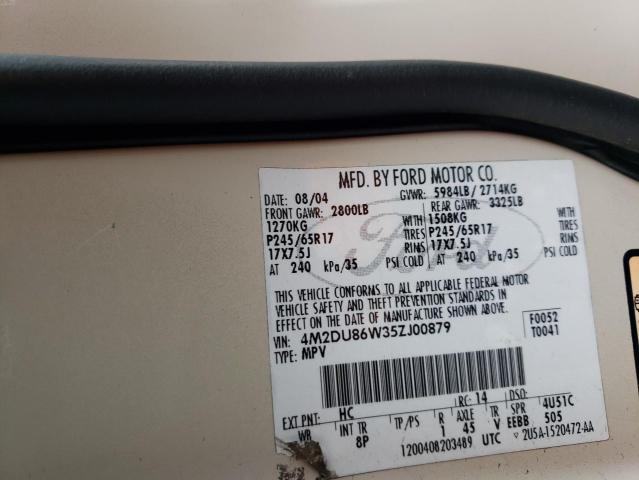 MFD. BY FORD MOTOR CO.
DATE 08/04 GVWR: 5984LB/2714KG
FRONT GAWR: 2800LB REAR GAWR: 3325LB
1270KG WITH 1508KG WITH
P245/65R17 TIRES P245/65R17 TIRES
17X7.5J RIMS 17X7.5J RIMS
AT 240 kPa/35 PSI COLD AT 240 kPa/35 PSI COLD
Ford
THIS VEHICLE CONFORMS TO ALL APPLICABLE FEDERAL MOTOR
VEHICLE SAFETY AND THEFT PREVENTION STANDARDS IN
EFFECT ON THE DATE OF MANUFACTURE SHOWN ABOVE.
VIN: 4M2DU86W35ZJ00879 F0052
TYPE: MPV T0041
EXT PNT: HC RC: 14 DSO:
WB INT TR TP/PS R AXLE TR SPR 4U51C
8P 1 45 V EEBB 505
1200408203489 UTC 2U5A-1520472-AA